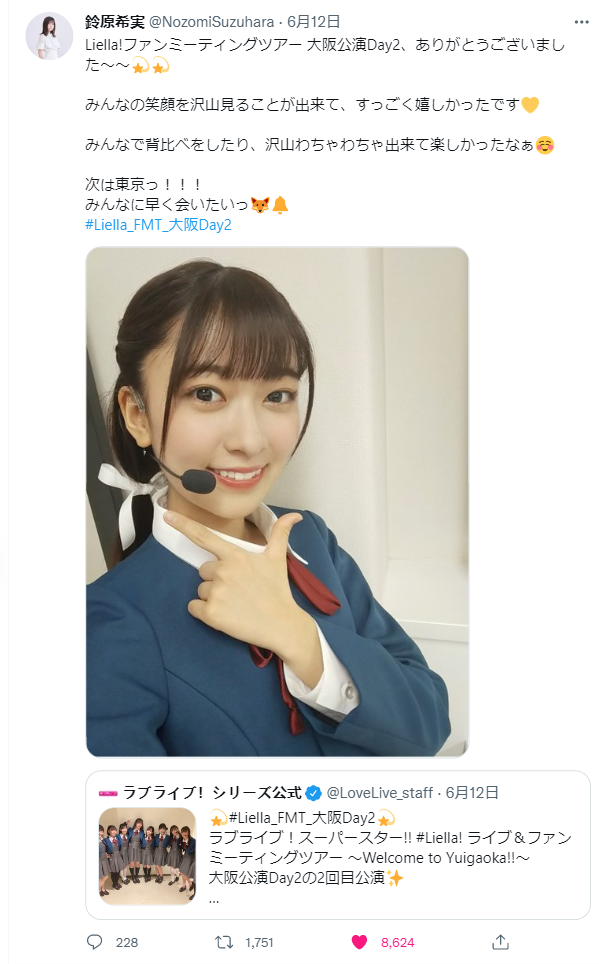 鈴原希実 @NozomiSuzuhara · 6月12日
Liella!ファンミーティングツアー 大阪公演Day2、ありがとうございまし
た〜〜💫💫
みんなの笑顔を沢山見ることが出来て、すっごく嬉しかったです💛
みんなで背比べをしたり、沢山わちゃわちゃ出来て楽しかったなぁ☺️
次は東京っ！！！
みんなに早く会いたいっ🦊🔔
#Liella_FMT_大阪Day2
ラブライブ！シリーズ公式 @LoveLive_staff · 6月12日
💫#Liella_FMT_大阪Day2💫
ラブライブ！スーパースター!! #Liella! ライブ＆ファン
ミーティングツアー 〜Welcome to Yuigaoka!!〜
大阪公演Day2の2回目公演✨
...
228 1,751 8,624